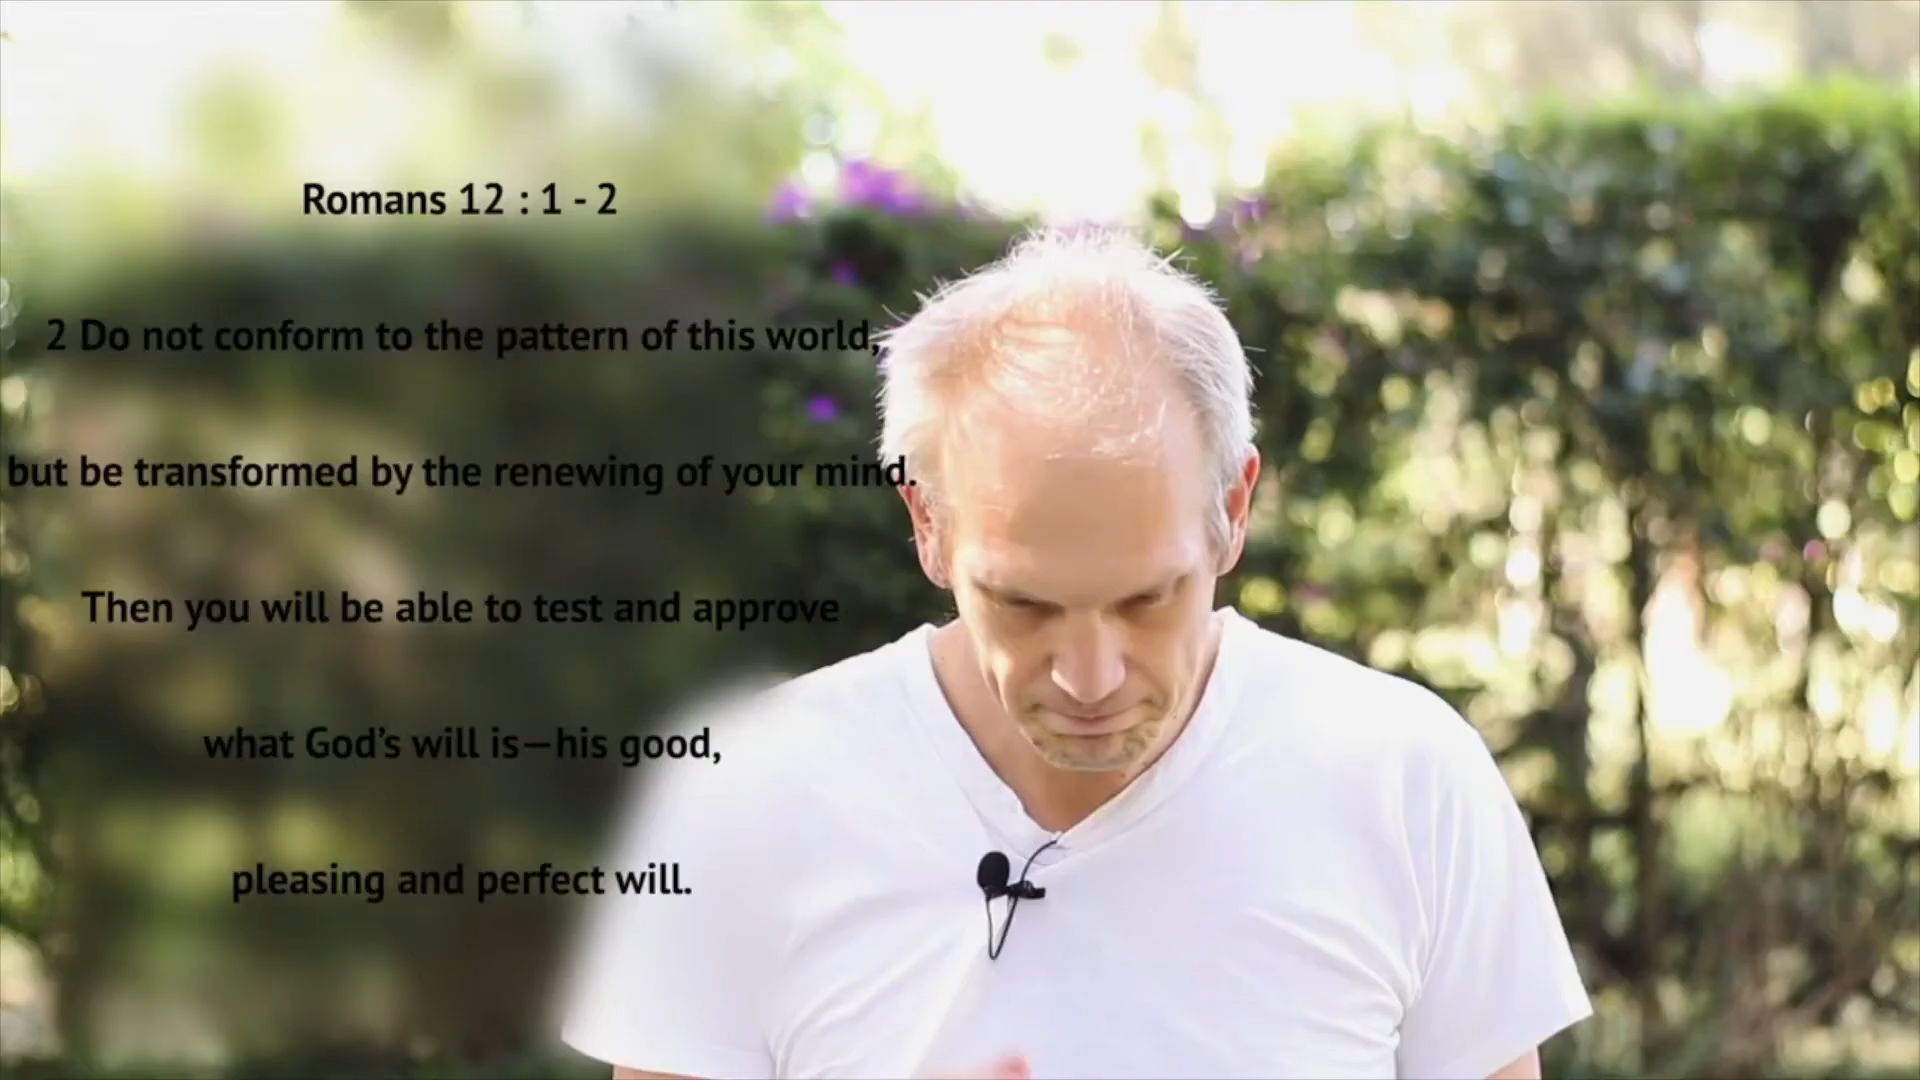 Romans 12 : 1 - 2
2 Do not conform to the pattern of this world,
but be transformed by the renewing of your mind.
Then you will be able to test and approve
what God’s will is—his good,
pleasing and perfect will.